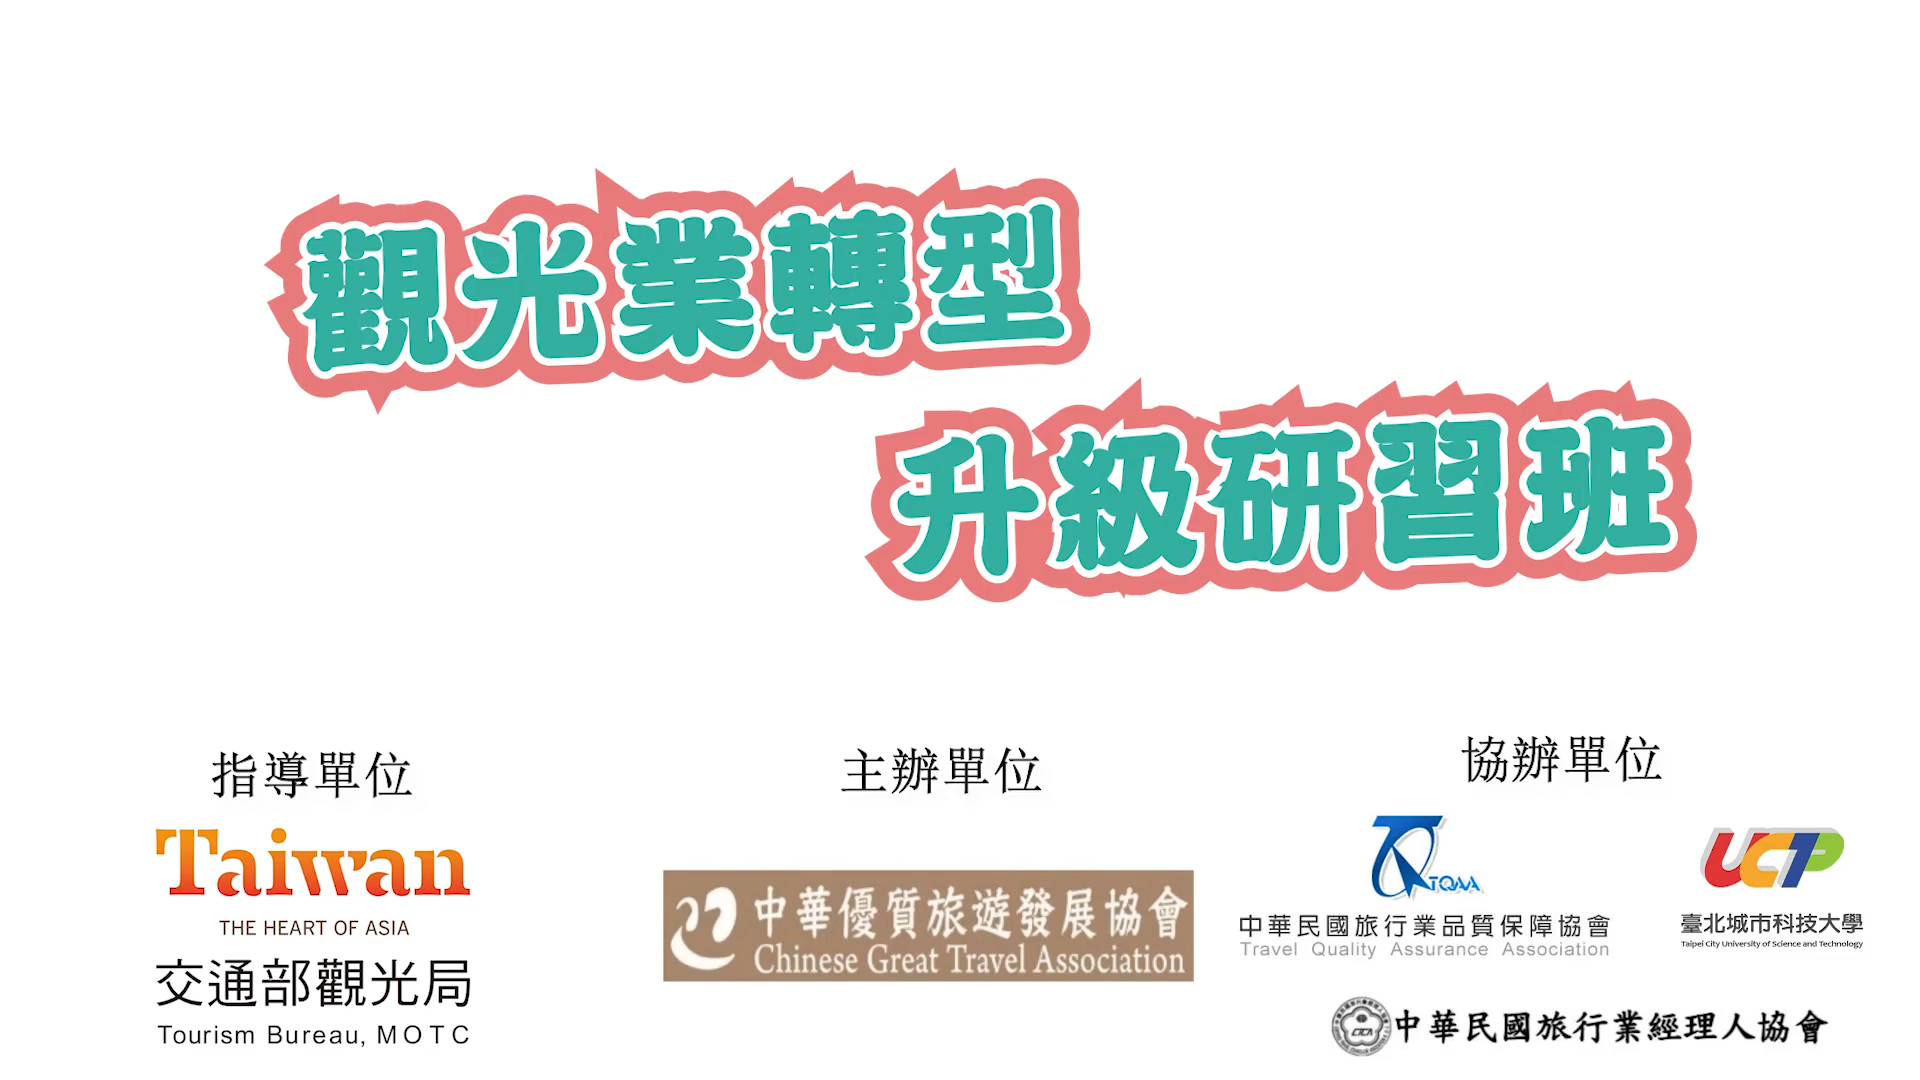 觀光業轉型
升級研習班
指導單位
Taiwan
THE HEART OF ASIA
交通部觀光局
Tourism Bureau, MOTC
主辦單位
中華優質旅遊發展協會
Chinese Great Travel Association
協辦單位
TQAA
中華民國旅行業品質保障協會
Travel Quality Assurance Association
UCTP
臺北城市科技大學
Taipei City University of Science and Technology
中華民國旅行業經理人協會